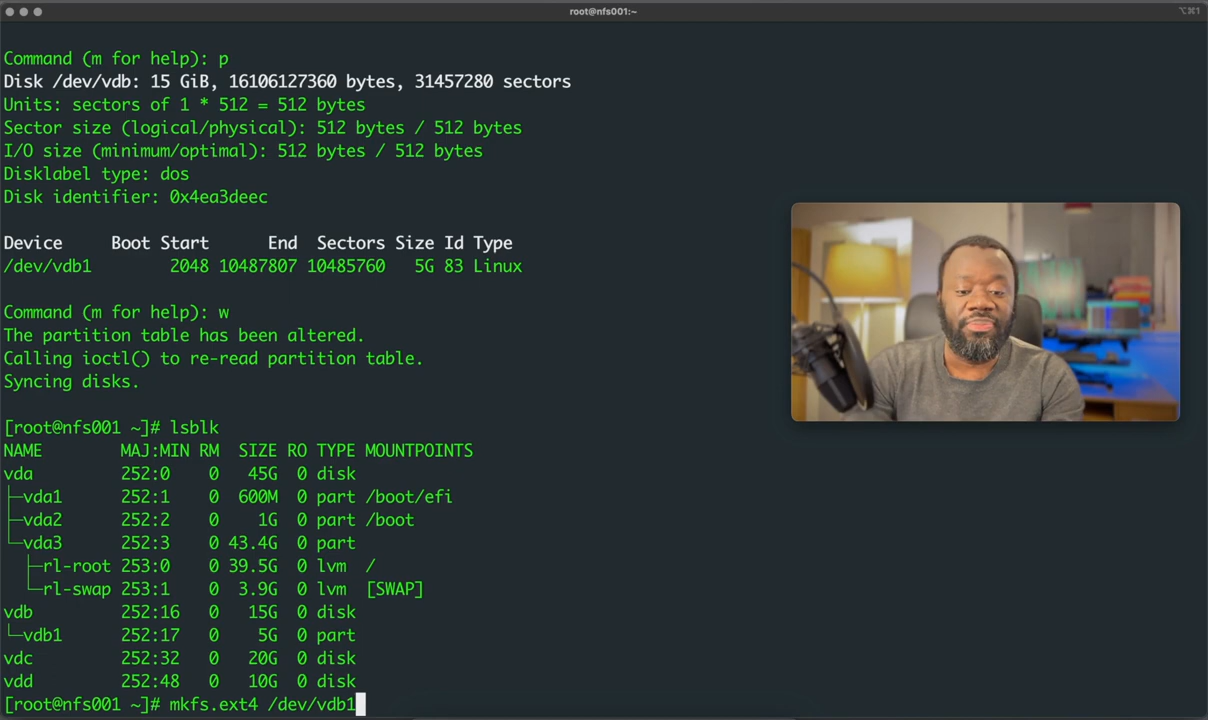 root@nfs001:~
⌥⌘1
Command (m for help): p
Disk /dev/vdb: 15 GiB, 16106127360 bytes, 31457280 sectors
Units: sectors of 1 * 512 = 512 bytes
Sector size (logical/physical): 512 bytes / 512 bytes
I/O size (minimum/optimal): 512 bytes / 512 bytes
Disklabel type: dos
Disk identifier: 0x4ea3deec
Device     Boot Start      End  Sectors Size Id Type
/dev/vdb1        2048 10487807 10485760   5G 83 Linux
Command (m for help): w
The partition table has been altered.
Calling ioctl() to re-read partition table.
Syncing disks.
[root@nfs001 ~]# lsblk
NAME        MAJ:MIN RM  SIZE RO TYPE MOUNTPOINTS
vda         252:0    0   45G  0 disk
├─vda1      252:1    0  600M  0 part /boot/efi
├─vda2      252:2    0    1G  0 part /boot
└─vda3      252:3    0 43.4G  0 part
  ├─rl-root 253:0    0 39.5G  0 lvm  /
  └─rl-swap 253:1    0  3.9G  0 lvm  [SWAP]
vdb         252:16   0   15G  0 disk
└─vdb1      252:17   0    5G  0 part
vdc         252:32   0   20G  0 disk
vdd         252:48   0   10G  0 disk
[root@nfs001 ~]# mkfs.ext4 /dev/vdb1